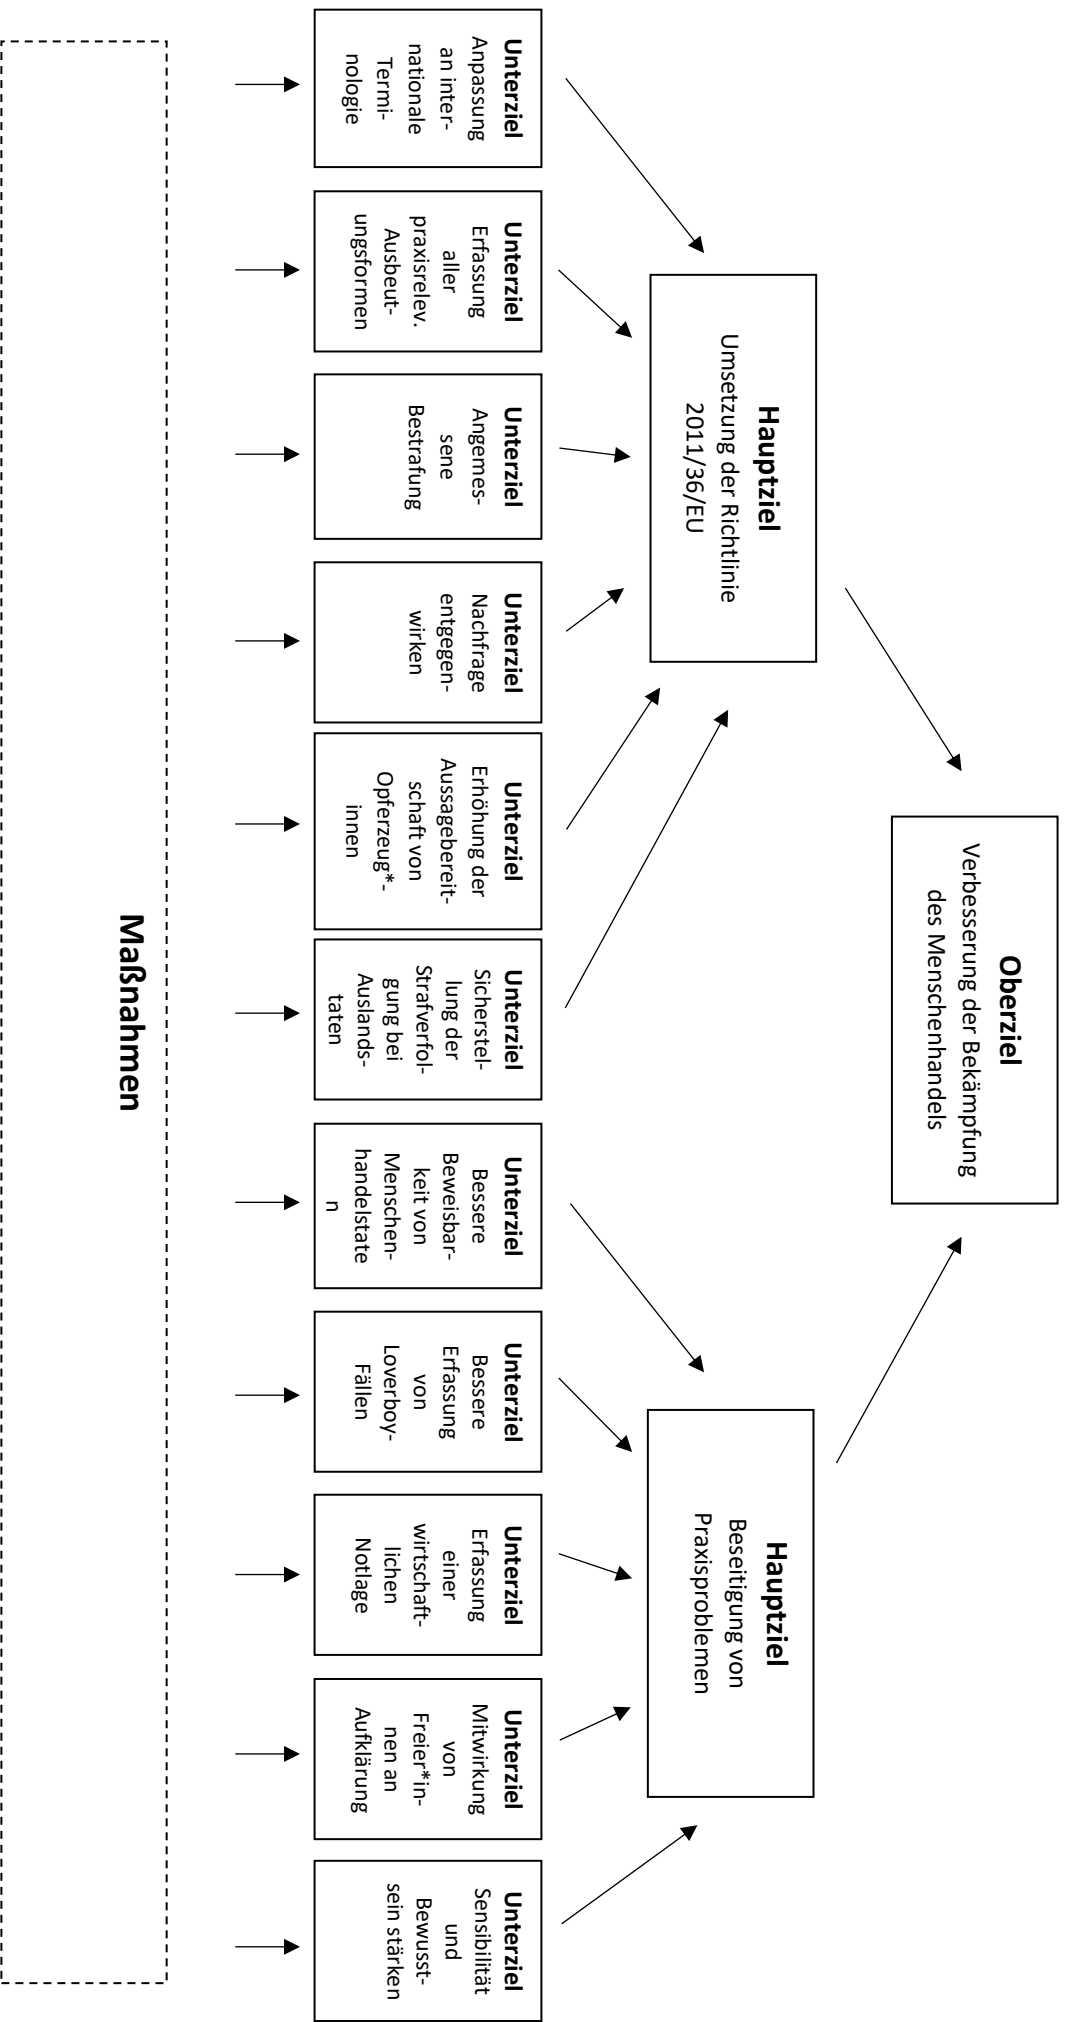 Oberziel
Verbesserung der Bekämpfung
des Menschenhandels
Hauptziel
Umsetzung der Richtlinie
2011/36/EU
Hauptziel
Beseitigung von
Praxisproblemen
Unterziel
Anpassung
an inter-
nationale
Termi-
nologie
Unterziel
Erfassung
aller
praxisrelev.
Ausbeut-
ungsformen
Unterziel
Angemes-
sene
Bestrafung
Unterziel
Nachfrage
entgegen-
wirken
Unterziel
Erhöhung der
Aussagebereit-
schaft von
Opferzeug*-
innen
Unterziel
Sicherstel-
lung der
Strafverfol-
gung bei
Auslands-
taten
Unterziel
Bessere
Beweisbar-
keit von
Menschen-
handelstate
n
Unterziel
Bessere
Erfassung
von
Loverboy-
Fällen
Unterziel
Erfassung
einer
wirtschaft-
lichen
Notlage
Unterziel
Mitwirkung
von
Freier*in-
nen an
Aufklärung
Unterziel
Sensibilität
und
Bewusst-
sein stärken
Maßnahmen